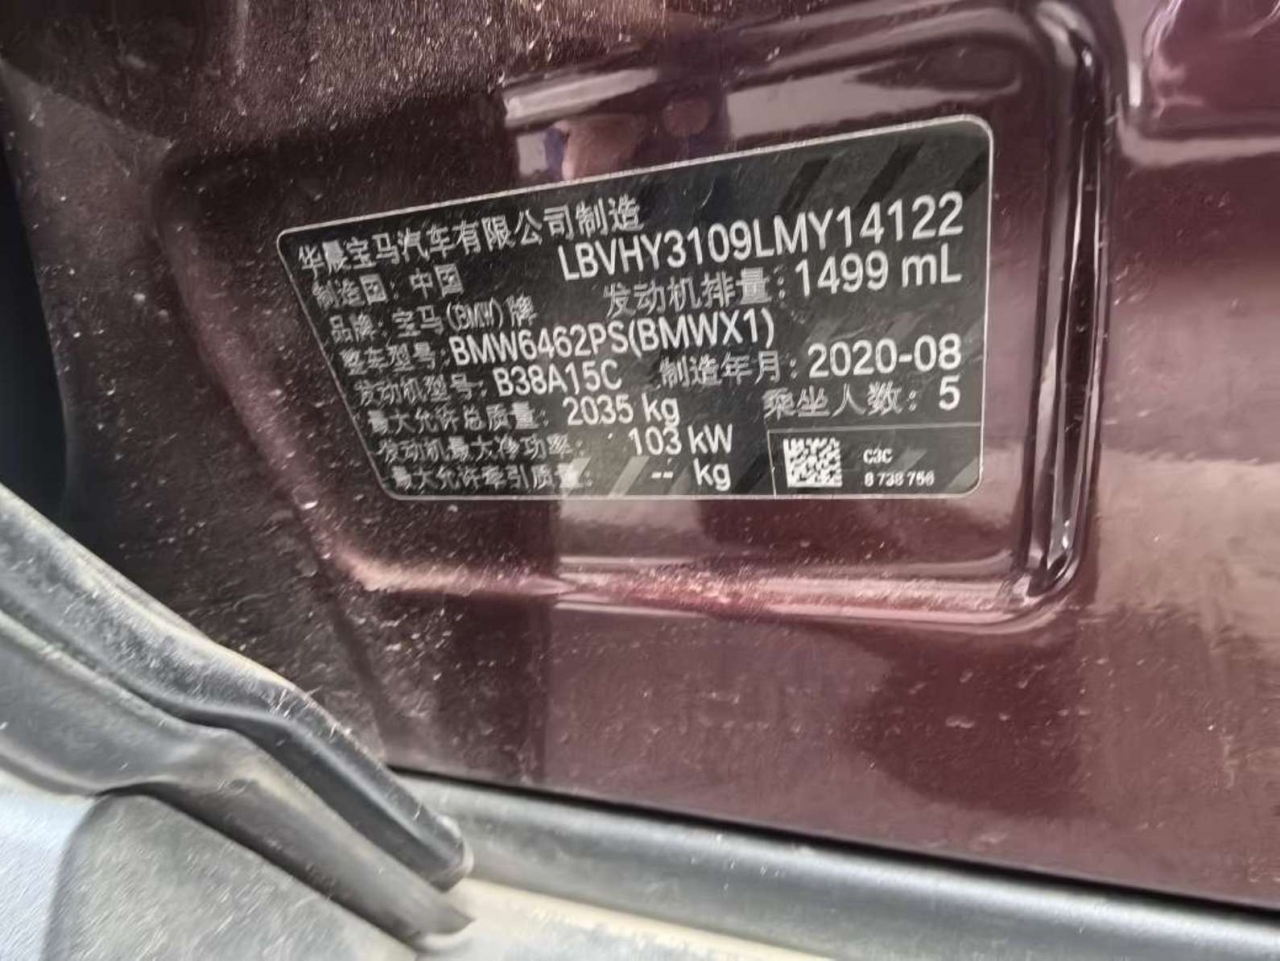 华晨宝马汽车有限公司制造
制造国：中国 LBVHY3109LMY14122
品牌：宝马(BMW)牌 发动机排量：1499 mL
整车型号：BMW6462PS(BMWX1)
发动机型号：B38A15C 制造年月：2020-08
最大允许总质量：2035 kg 乘坐人数：5
发动机最大净功率：103 kW
最大允许牵引质量：-- kg
C3C
8 738 756